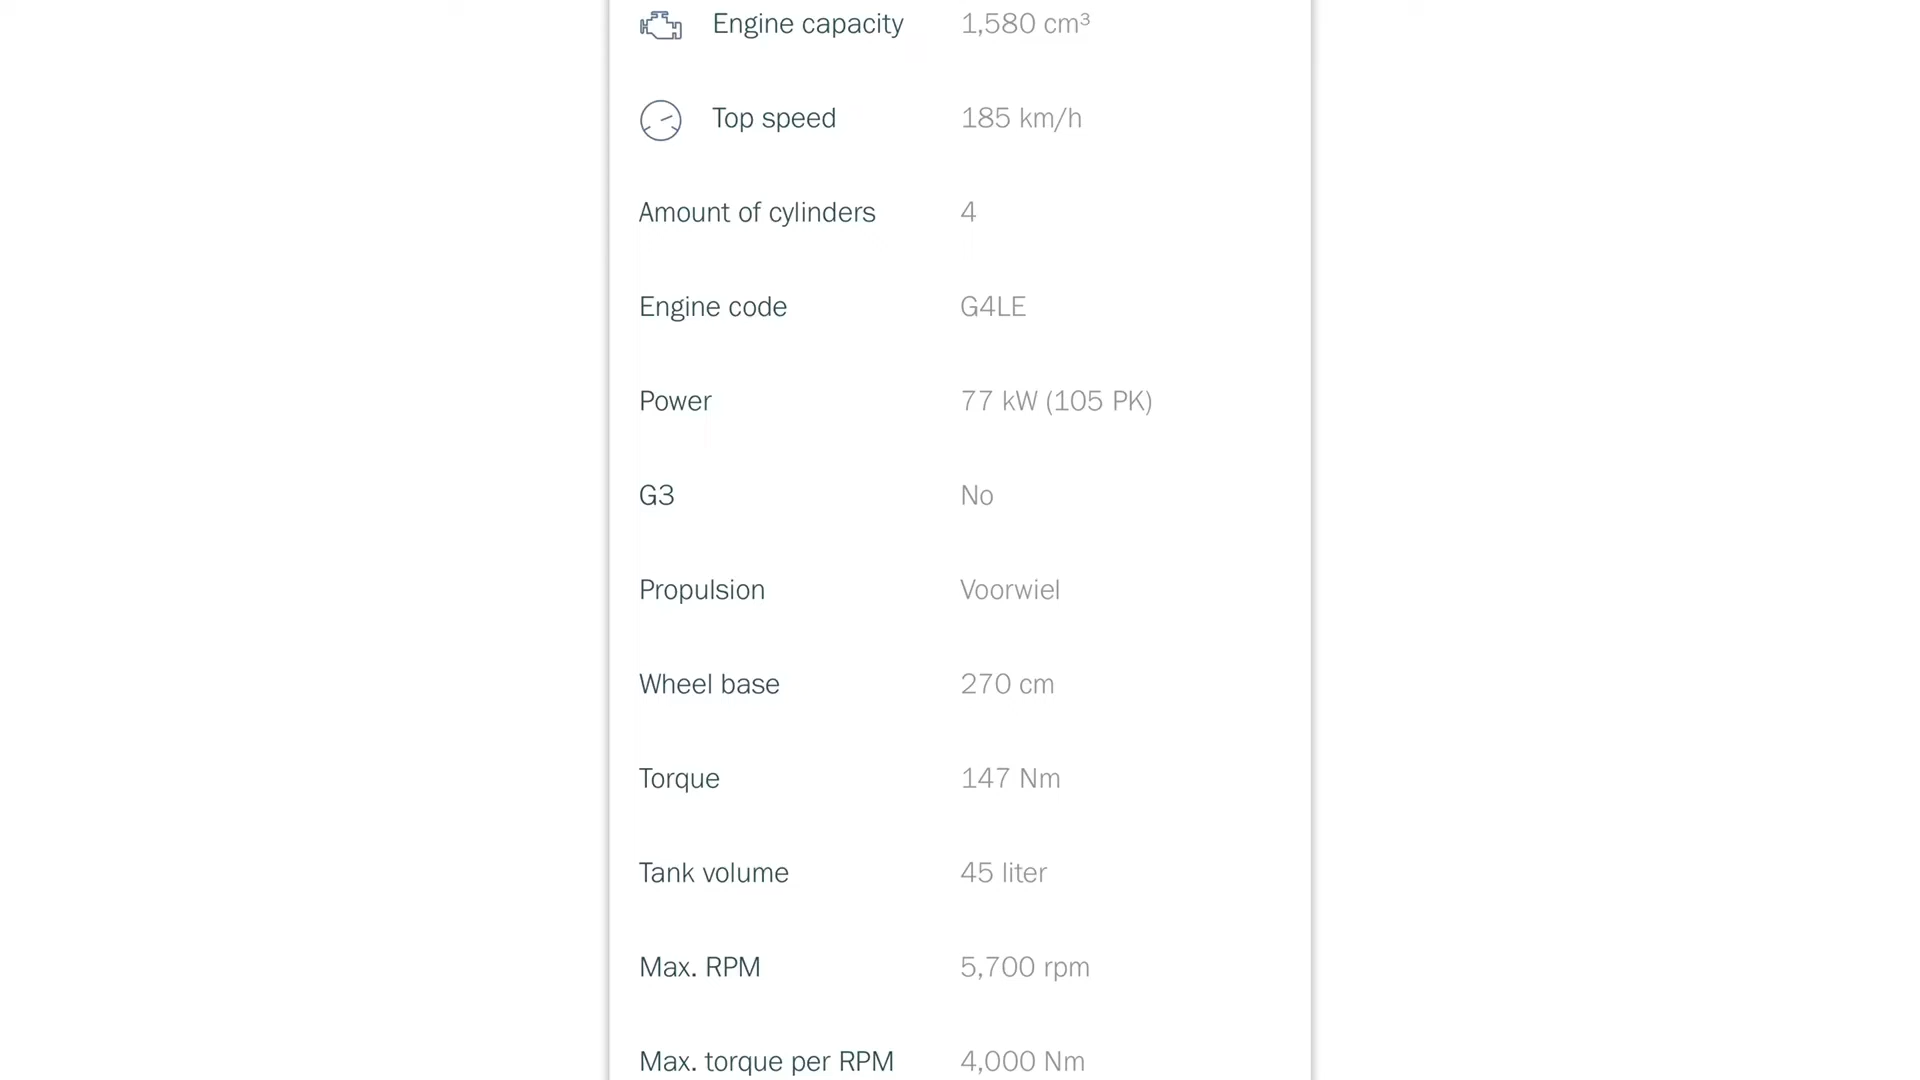 Engine capacity 1,580 cm³
Top speed 185 km/h
Amount of cylinders 4
Engine code G4LE
Power 77 kW (105 PK)
G3 No
Propulsion Voorwiel
Wheel base 270 cm
Torque 147 Nm
Tank volume 45 liter
Max. RPM 5,700 rpm
Max. torque per RPM 4,000 Nm